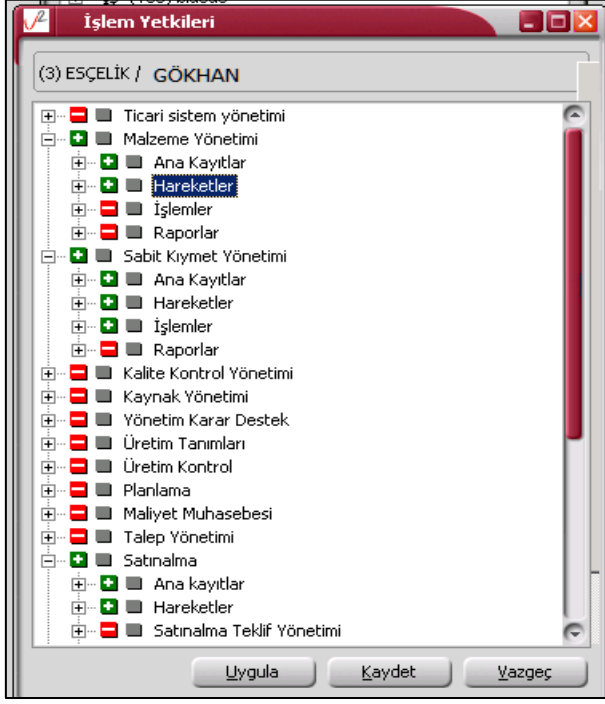 İşlem Yetkileri
(3) ESÇELİK / GÖKHAN
Ticari sistem yönetimi
Malzeme Yönetimi
Ana Kayıtlar
Hareketler
İşlemler
Raporlar
Sabit Kıymet Yönetimi
Ana Kayıtlar
Hareketler
İşlemler
Raporlar
Kalite Kontrol Yönetimi
Kaynak Yönetimi
Yönetim Karar Destek
Üretim Tanımları
Üretim Kontrol
Planlama
Maliyet Muhasebesi
Talep Yönetimi
Satınalma
Ana kayıtlar
Hareketler
Satınalma Teklif Yönetimi
Uygula Kaydet Vazgeç